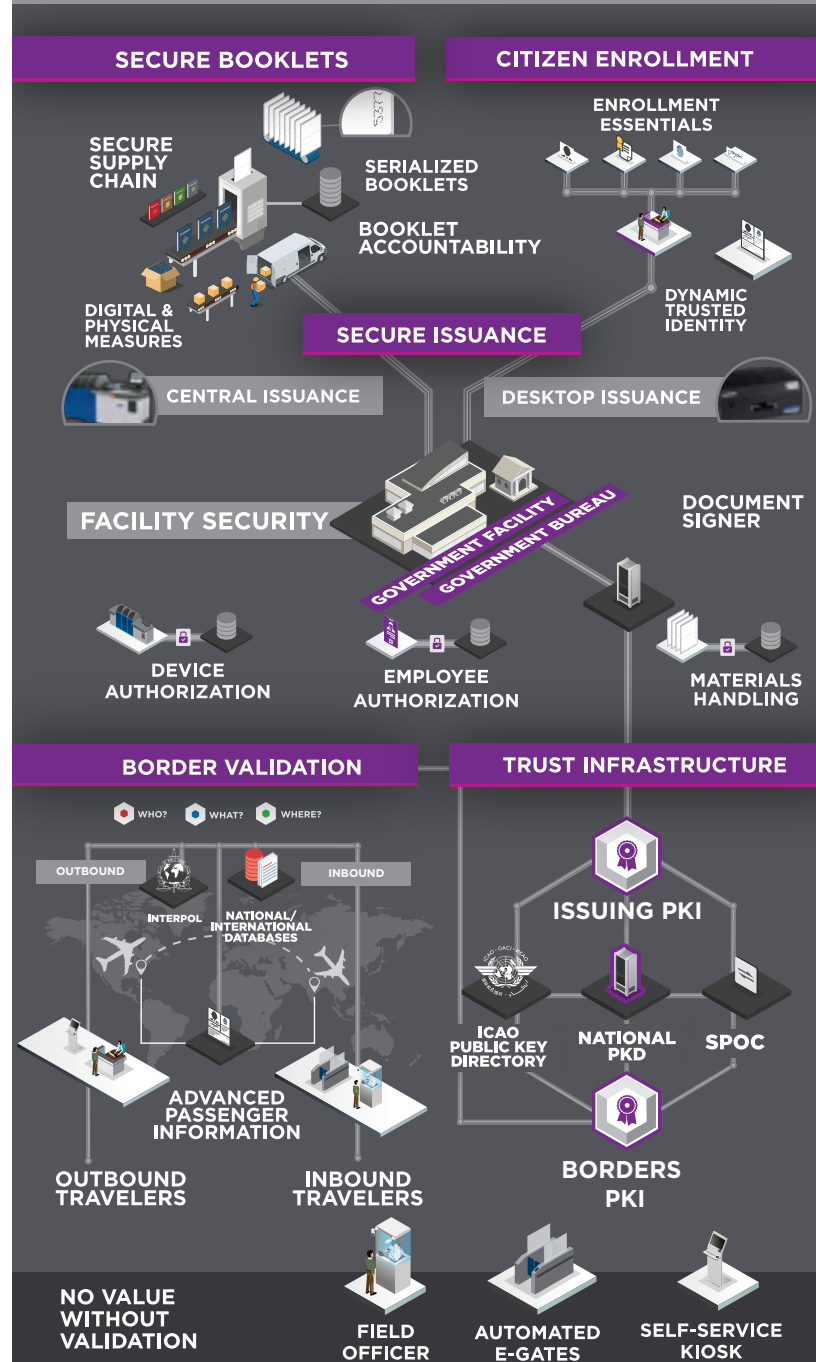 SECURE BOOKLETS
CITIZEN ENROLLMENT
ENROLLMENT
ESSENTIALS
SECURE
SUPPLY
CHAIN
SERIALIZED
BOOKLETS
BOOKLET
ACCOUNTABILITY
DIGITAL &
PHYSICAL
MEASURES
DYNAMIC
TRUSTED
IDENTITY
SECURE ISSUANCE
CENTRAL ISSUANCE
DESKTOP ISSUANCE
FACILITY SECURITY
GOVERNMENT FACILITY
GOVERNMENT BUREAU
DOCUMENT
SIGNER
DEVICE
AUTHORIZATION
EMPLOYEE
AUTHORIZATION
MATERIALS
HANDLING
BORDER VALIDATION
TRUST INFRASTRUCTURE
WHO?
WHAT?
WHERE?
OUTBOUND
INBOUND
INTERPOL
NATIONAL/
INTERNATIONAL
DATABASES
ISSUING PKI
ICAO
PUBLIC KEY
DIRECTORY
NATIONAL
PKD
SPOC
ADVANCED
PASSENGER
INFORMATION
BORDERS
PKI
OUTBOUND
TRAVELERS
INBOUND
TRAVELERS
NO VALUE
WITHOUT
VALIDATION
FIELD
OFFICER
AUTOMATED
E-GATES
SELF-SERVICE
KIOSK